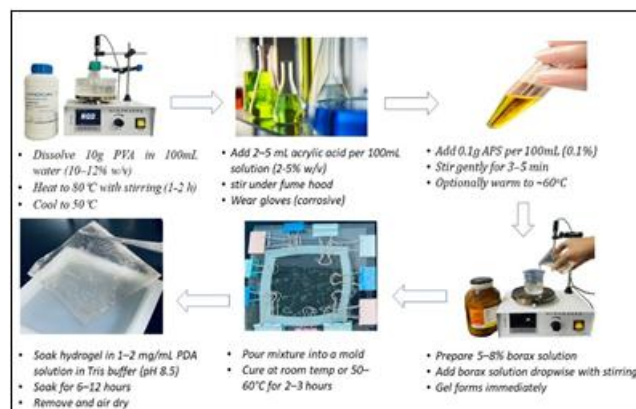 • Dissolve 10g PVA in 100mL
water (10–12% w/v)
• Heat to 80°C with stirring (1-2 h)
• Cool to 50°C
• Add 2–5 mL acrylic acid per 100mL
solution (2-5% w/v)
• stir under fume hood
• Wear gloves (corrosive)
• Add 0.1g APS per 100mL (0.1%)
• Stir gently for 3–5 min
• Optionally warm to ~60°C
• Prepare 5–8% borax solution
• Add borax solution dropwise with stirring
• Gel forms immediately
• Pour mixture into a mold
• Cure at room temp or 50–
60°C for 2–3 hours
• Soak hydrogel in 1–2 mg/mL PDA
solution in Tris buffer (pH 8.5)
• Soak for 6–12 hours
• Remove and air dry